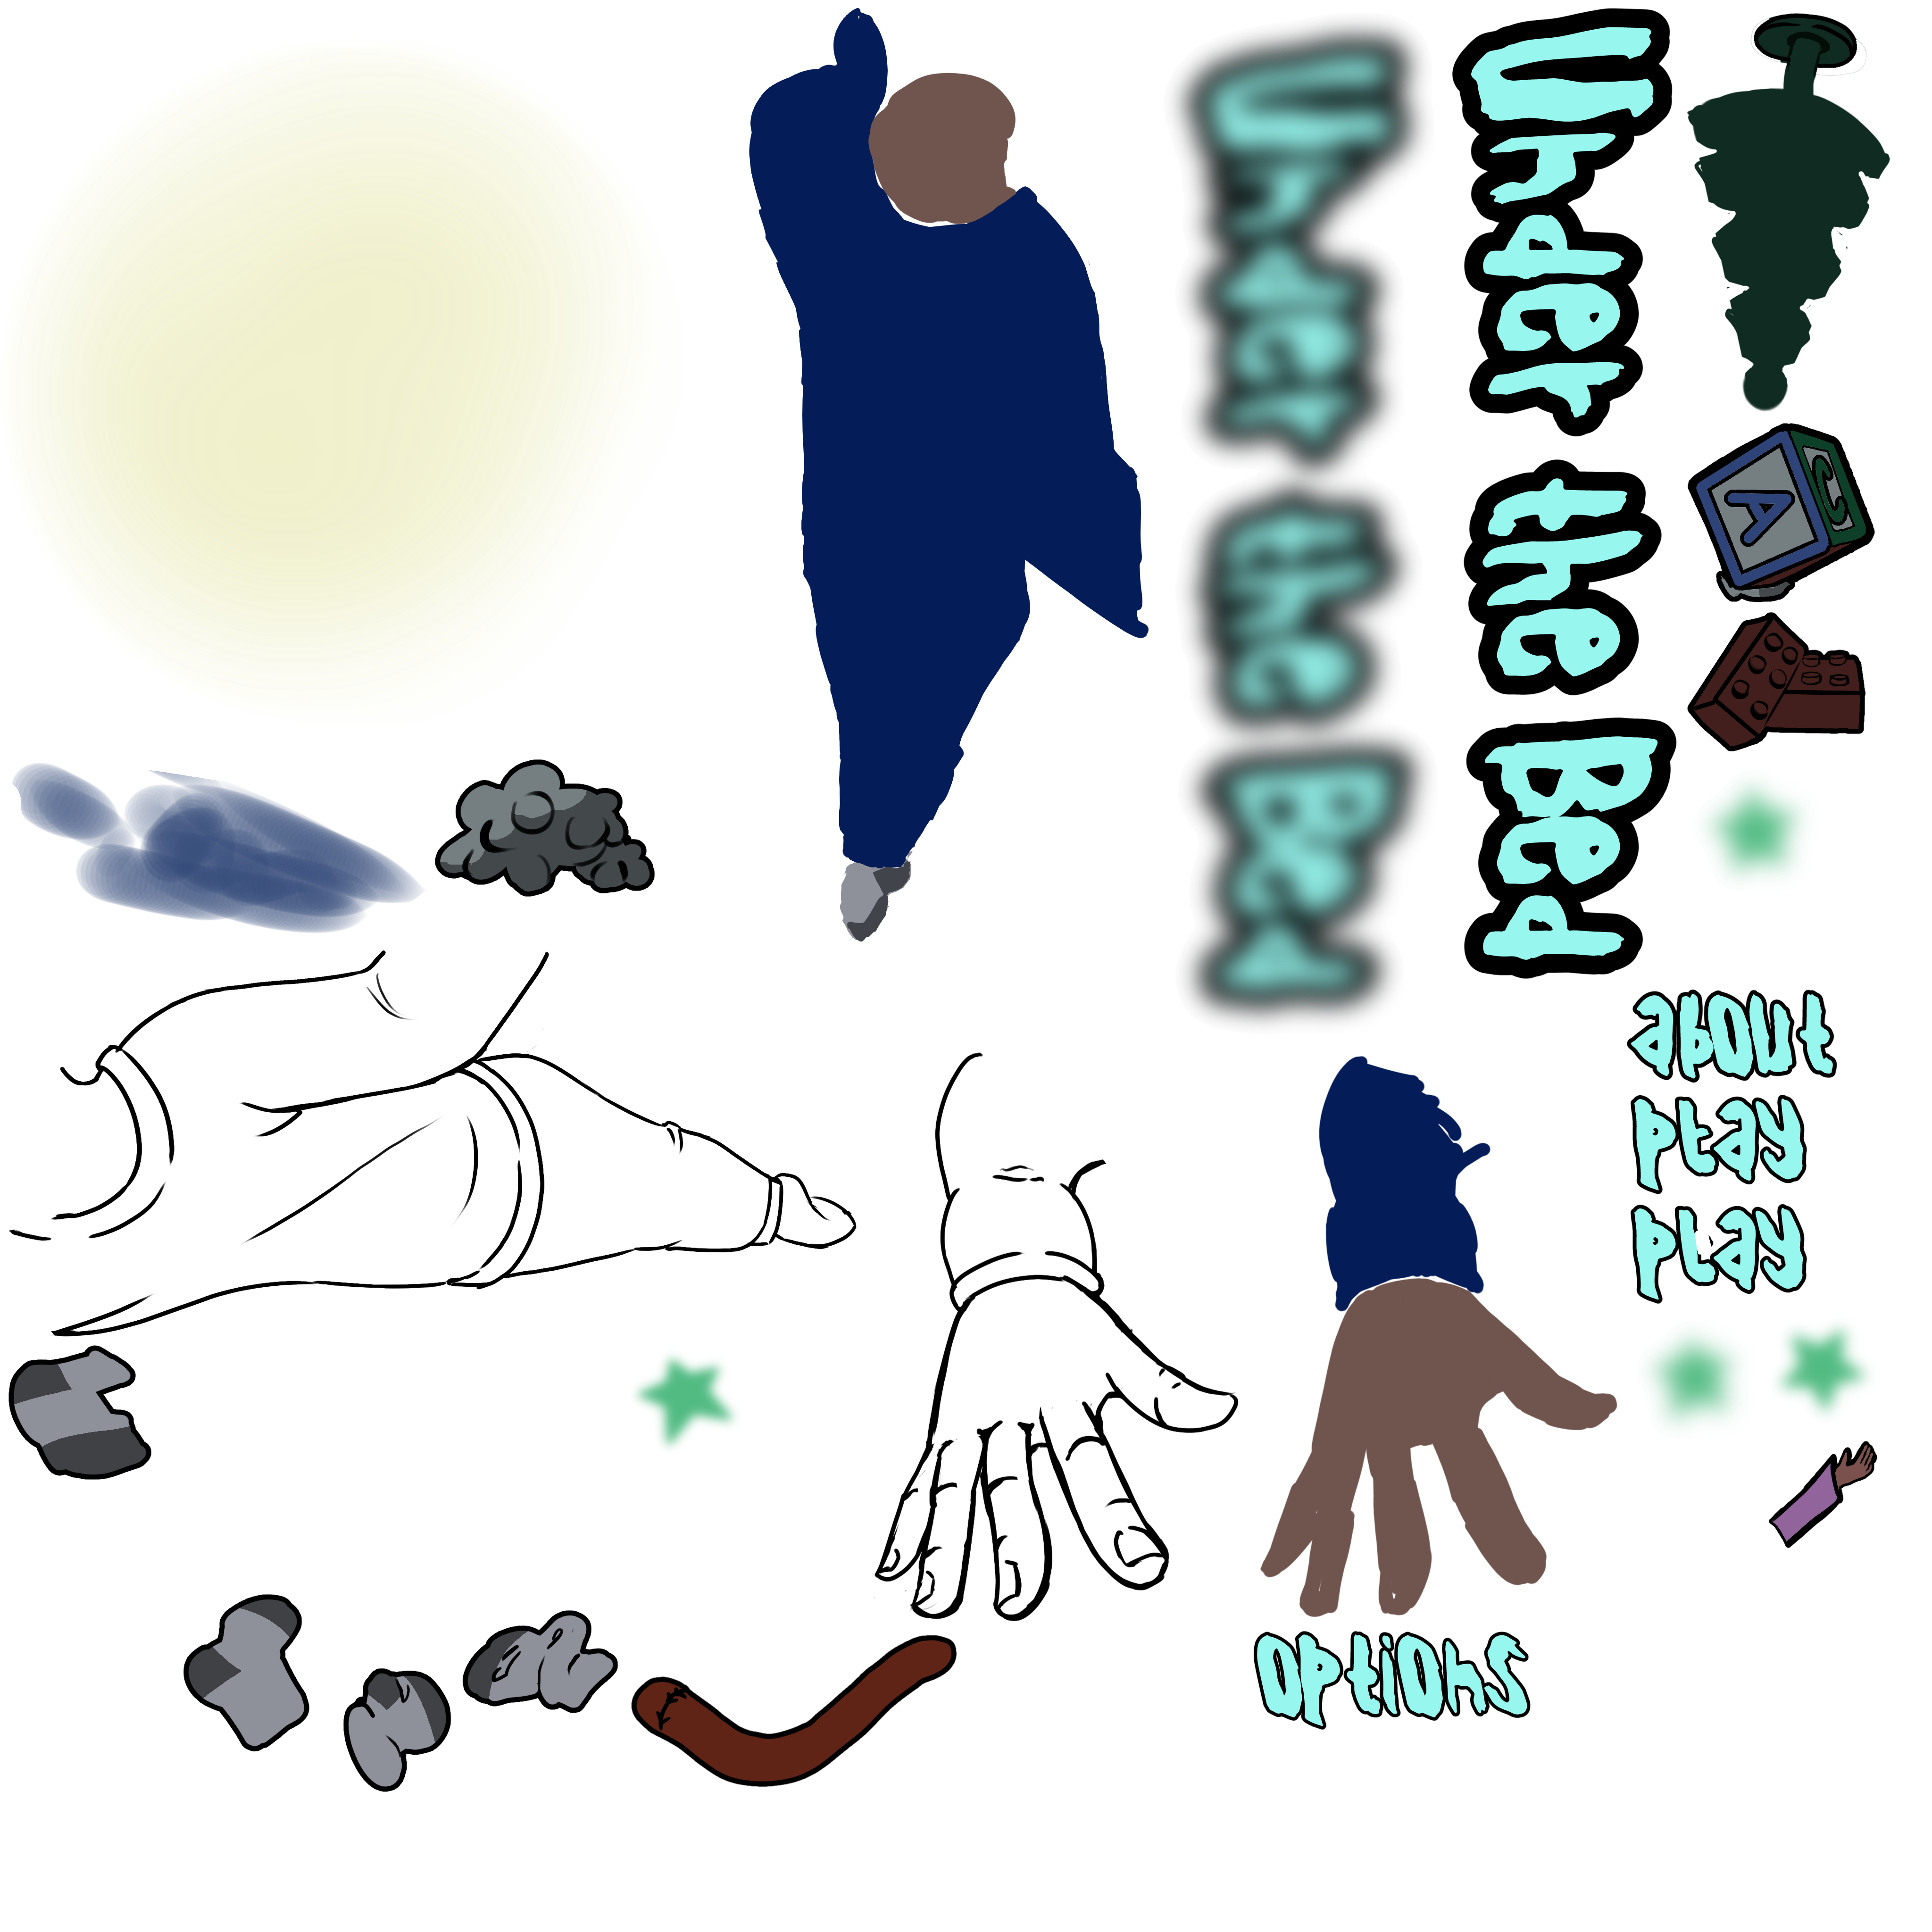 Under the Bed
Under the Bed
A
C
about
play
play
options